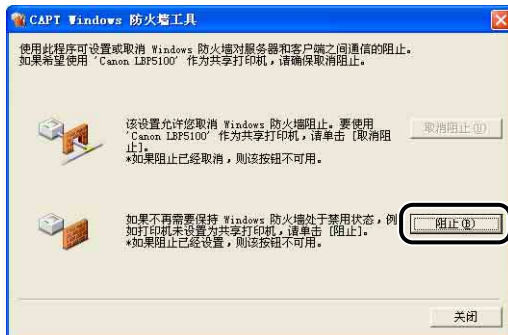 CAPT Windows 防火墙工具
使用此程序可设置或取消 Windows 防火墙对服务器和客户端之间通信的阻止。
如果希望使用 'Canon LBP5100' 作为共享打印机，请确保取消阻止。
该设置允许您取消 Windows 防火墙阻止。要使用
'Canon LBP5100' 作为共享打印机，请单击 [取消阻
止]。
*如果阻止已经取消，则该按钮不可用。
取消阻止(U)
如果不再需要保持 Windows 防火墙处于禁用状态，例
如打印机未设置为共享打印机，请单击 [阻止]。
*如果阻止已经设置，则该按钮不可用。
阻止(B)
关闭